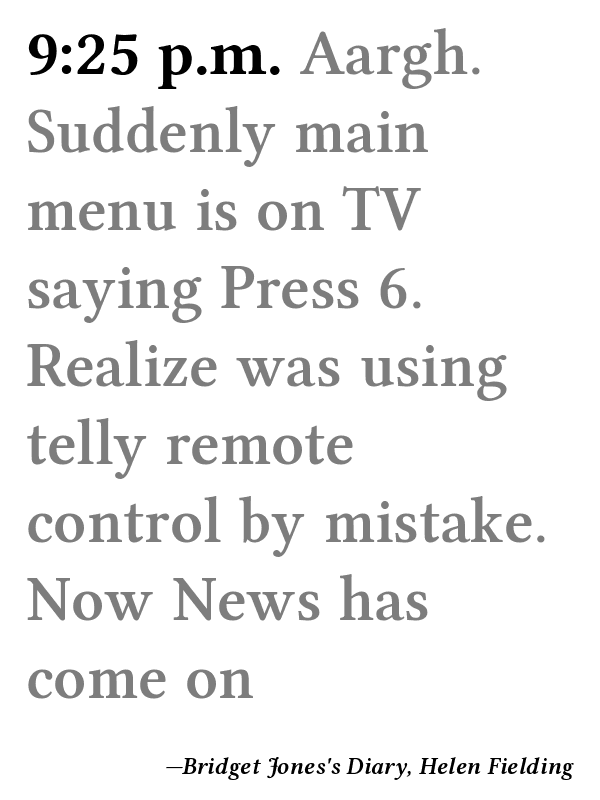 9:25 p.m. Aargh.
Suddenly main
menu is on TV
saying Press 6.
Realize was using
telly remote
control by mistake.
Now News has
come on
—Bridget Jones's Diary, Helen Fielding